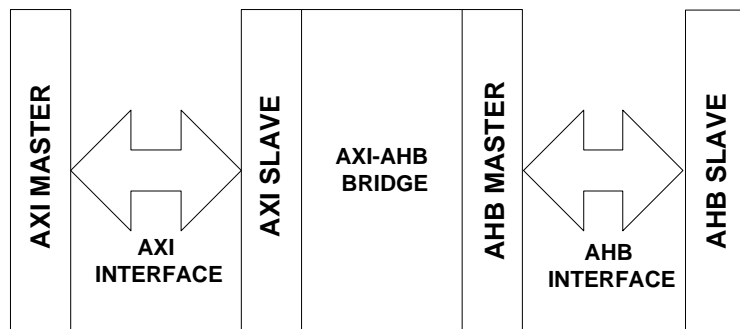 AXI MASTER
AXI
INTERFACE
AXI SLAVE
AXI-AHB
BRIDGE
AHB MASTER
AHB
INTERFACE
AHB SLAVE